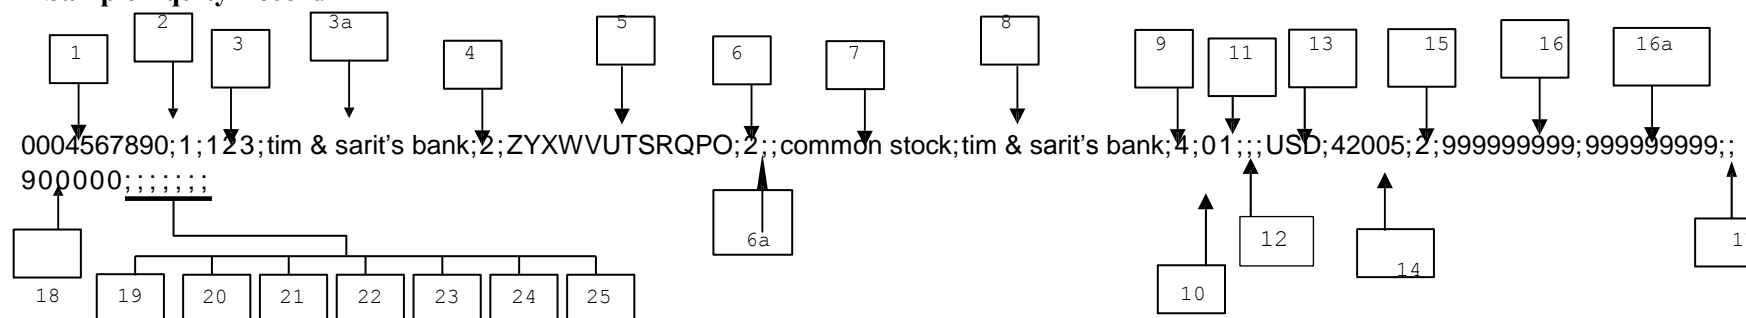 2 3a 5 8
1 3 4 6 7 9 11 13 15 16 16a
0004567890;1;123;tim & sarit's bank;2;ZYXWVUTSRQPO;2;;common stock;tim & sarit's bank;4;01;;;USD;42005;2;999999999;999999999;;
900000;;;;;;;
6a 12
18 19 20 21 22 23 24 25 10 14